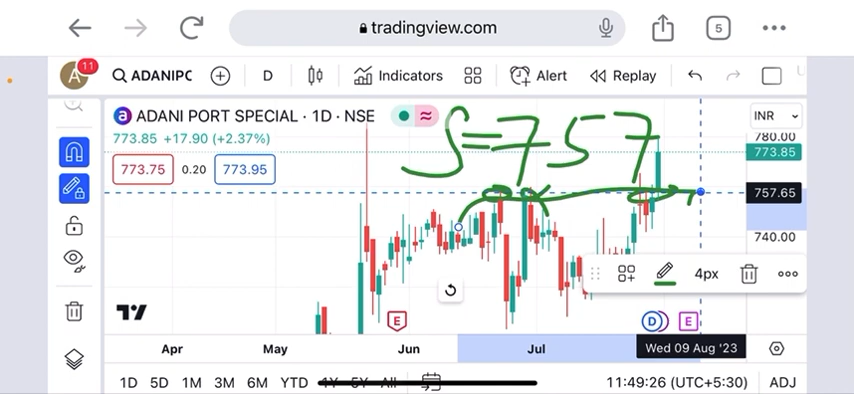 tradingview.com
5
A
11
ADANIPC
D
Indicators
Alert
Replay
a ADANI PORT SPECIAL · 1D · NSE
INR
S=757
780.00
773.85 +17.90 (+2.37%)
773.85
773.75
0.20
773.95
757.65
740.00
4px
E
D
E
Apr
May
Jun
Jul
Wed 09 Aug '23
1D
5D
1M
3M
6M
YTD
1Y
5Y
All
11:49:26 (UTC+5:30)
ADJ